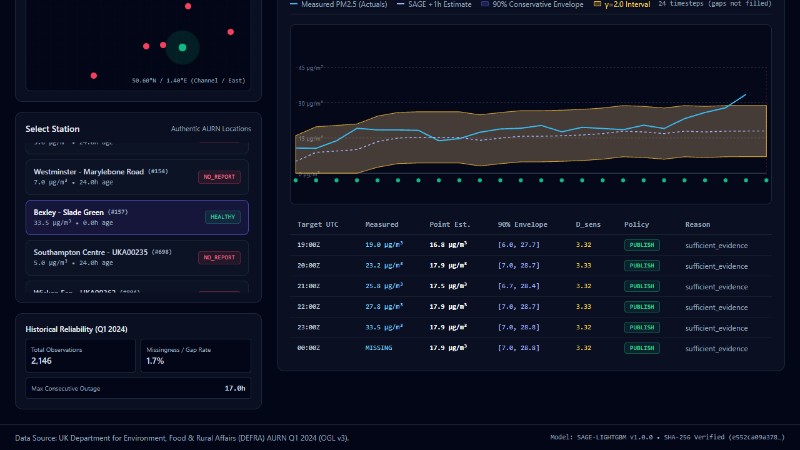 50.60°N / 1.40°E (Channel / East)
Select Station
Authentic AURN Locations
Westminster - Marylebone Road (#154)
7.0 µg/m³ • 24.0h age
NO_REPORT
Bexley - Slade Green (#157)
33.5 µg/m³ • 0.0h age
HEALTHY
Southampton Centre - UKA00235 (#698)
5.0 µg/m³ • 24.0h age
NO_REPORT
Historical Reliability (Q1 2024)
Total Observations
2,146
Missingness / Gap Rate
1.7%
Max Consecutive Outage
17.0h
Measured PM2.5 (Actuals)
SAGE +1h Estimate
90% Conservative Envelope
γ=2.0 Interval
24 timesteps (gaps not filled)
45 µg/m³
30 µg/m³
15 µg/m³
0 µg/m³
Target UTC Measured Point Est. 90% Envelope D_sens Policy Reason
19:00Z 19.0 µg/m³ 16.8 µg/m³ [6.0, 27.7] 3.32 PUBLISH sufficient_evidence
20:00Z 23.2 µg/m³ 17.9 µg/m³ [7.0, 28.7] 3.33 PUBLISH sufficient_evidence
21:00Z 25.8 µg/m³ 17.5 µg/m³ [6.7, 28.4] 3.32 PUBLISH sufficient_evidence
22:00Z 27.8 µg/m³ 17.9 µg/m³ [7.0, 28.7] 3.33 PUBLISH sufficient_evidence
23:00Z 33.5 µg/m³ 17.9 µg/m³ [7.0, 28.8] 3.32 PUBLISH sufficient_evidence
00:00Z MISSING 17.9 µg/m³ [7.0, 28.8] 3.32 PUBLISH sufficient_evidence
Data Source: UK Department for Environment, Food & Rural Affairs (DEFRA) AURN Q1 2024 (OGL v3).
Model: SAGE-LIGHTGBM v1.0.0 • SHA-256 Verified (e552ca09a378…)